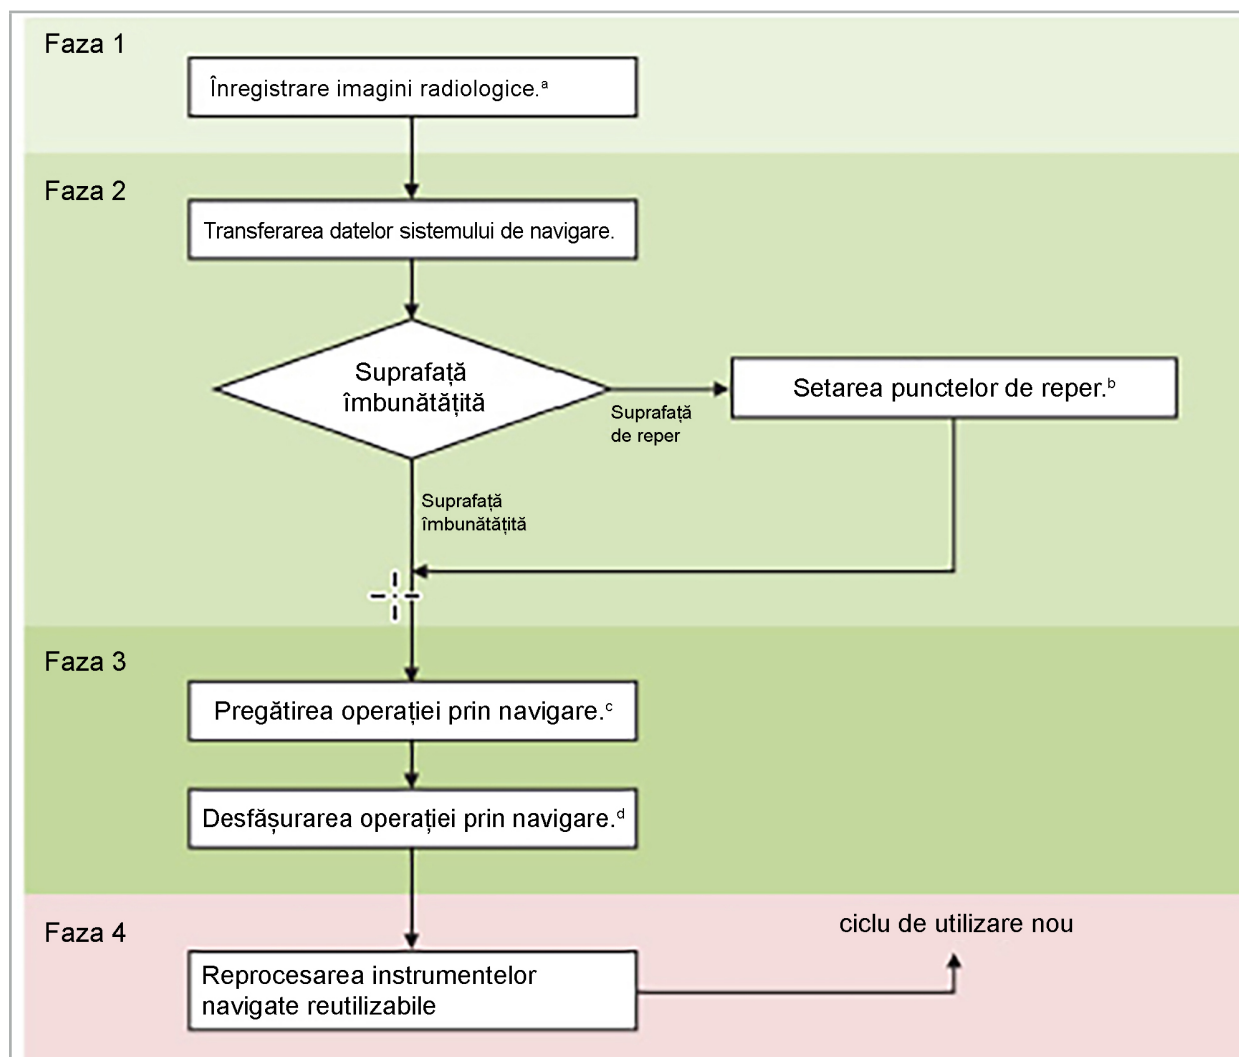 Faza 1
Înregistrare imagini radiologice.ᵃ
Faza 2
Transferarea datelor sistemului de navigare.
Suprafață
îmbunătățită
Setarea punctelor de reper.ᵇ
Suprafață
de reper
Suprafață
îmbunătățită
Faza 3
Pregătirea operației prin navigare.ᶜ
Desfășurarea operației prin navigare.ᵈ
Faza 4
ciclu de utilizare nou
Reprocesarea instrumentelor
navigate reutilizabile